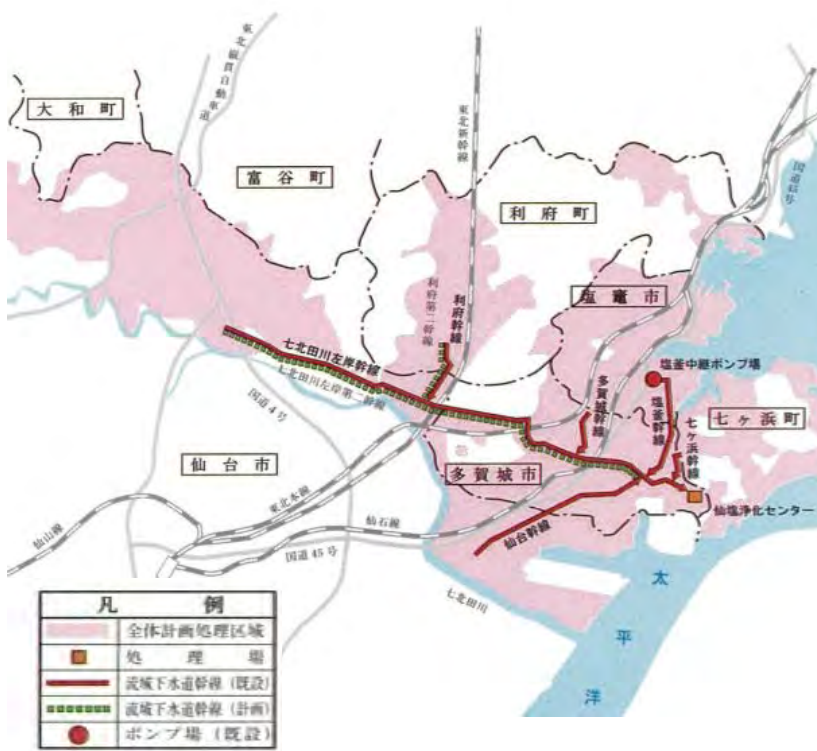 東北縦貫自動車道
大和町
富谷町
東北新幹線
利府町
国道45号
塩竈市
利府第二幹線
利府幹線
七北田川左岸幹線
七北田川左岸第二幹線
国道4号
塩釜中継ポンプ場
多賀城幹線
塩釜幹線
七ヶ浜幹線
七ヶ浜町
仙台市
多賀城市
仙塩浄化センター
東北本線
仙石線
仙山線
国道45号
仙台幹線
七北田川
太平洋
凡例
全体計画処理区域
処理場
流域下水道幹線(既設)
流域下水道幹線(計画)
ポンプ場(既設)